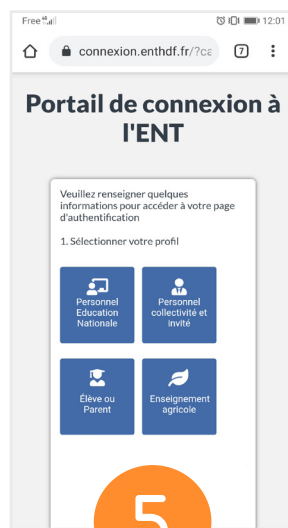 Free 4G 12:01
connexion.enthdf.fr/?ca 7
Portail de connexion à
l'ENT
Veuillez renseigner quelques
informations pour accéder à votre page
d'authentification
1. Sélectionner votre profil
Personnel
Education
Nationale
Personnel
collectivité et
invité
Élève ou
Parent
Enseignement
agricole
5